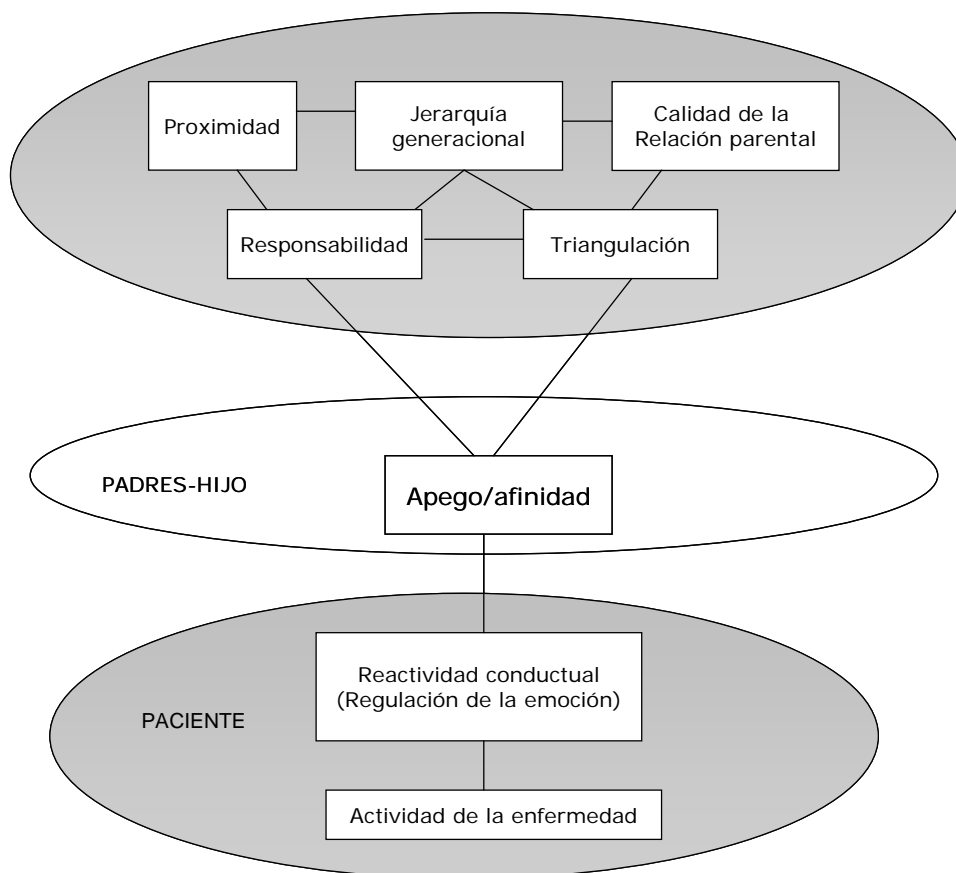 Proximidad
Jerarquía
generacional
Calidad de la
Relación parental
Responsabilidad
Triangulación
PADRES-HIJO
Apego/afinidad
Reactividad conductual
(Regulación de la emoción)
PACIENTE
Actividad de la enfermedad